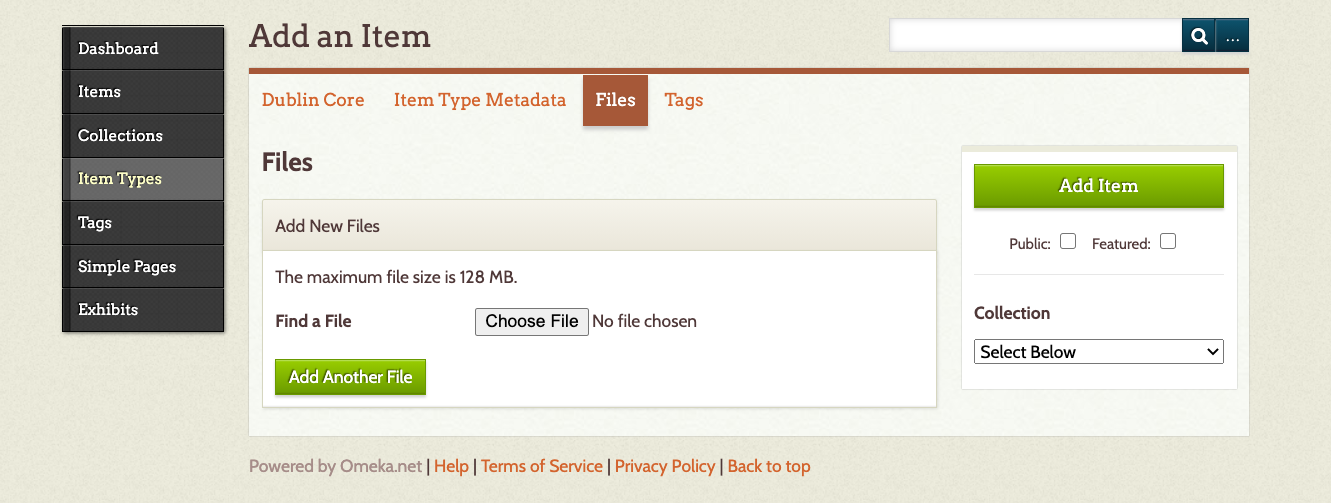 Dashboard
Items
Collections
Item Types
Tags
Simple Pages
Exhibits
Add an Item
...
Dublin Core Item Type Metadata Files Tags
Files
Add New Files
The maximum file size is 128 MB.
Find a File Choose File No file chosen
Add Another File
Add Item
Public: Featured:
Collection
Select Below
Powered by Omeka.net | Help | Terms of Service | Privacy Policy | Back to top